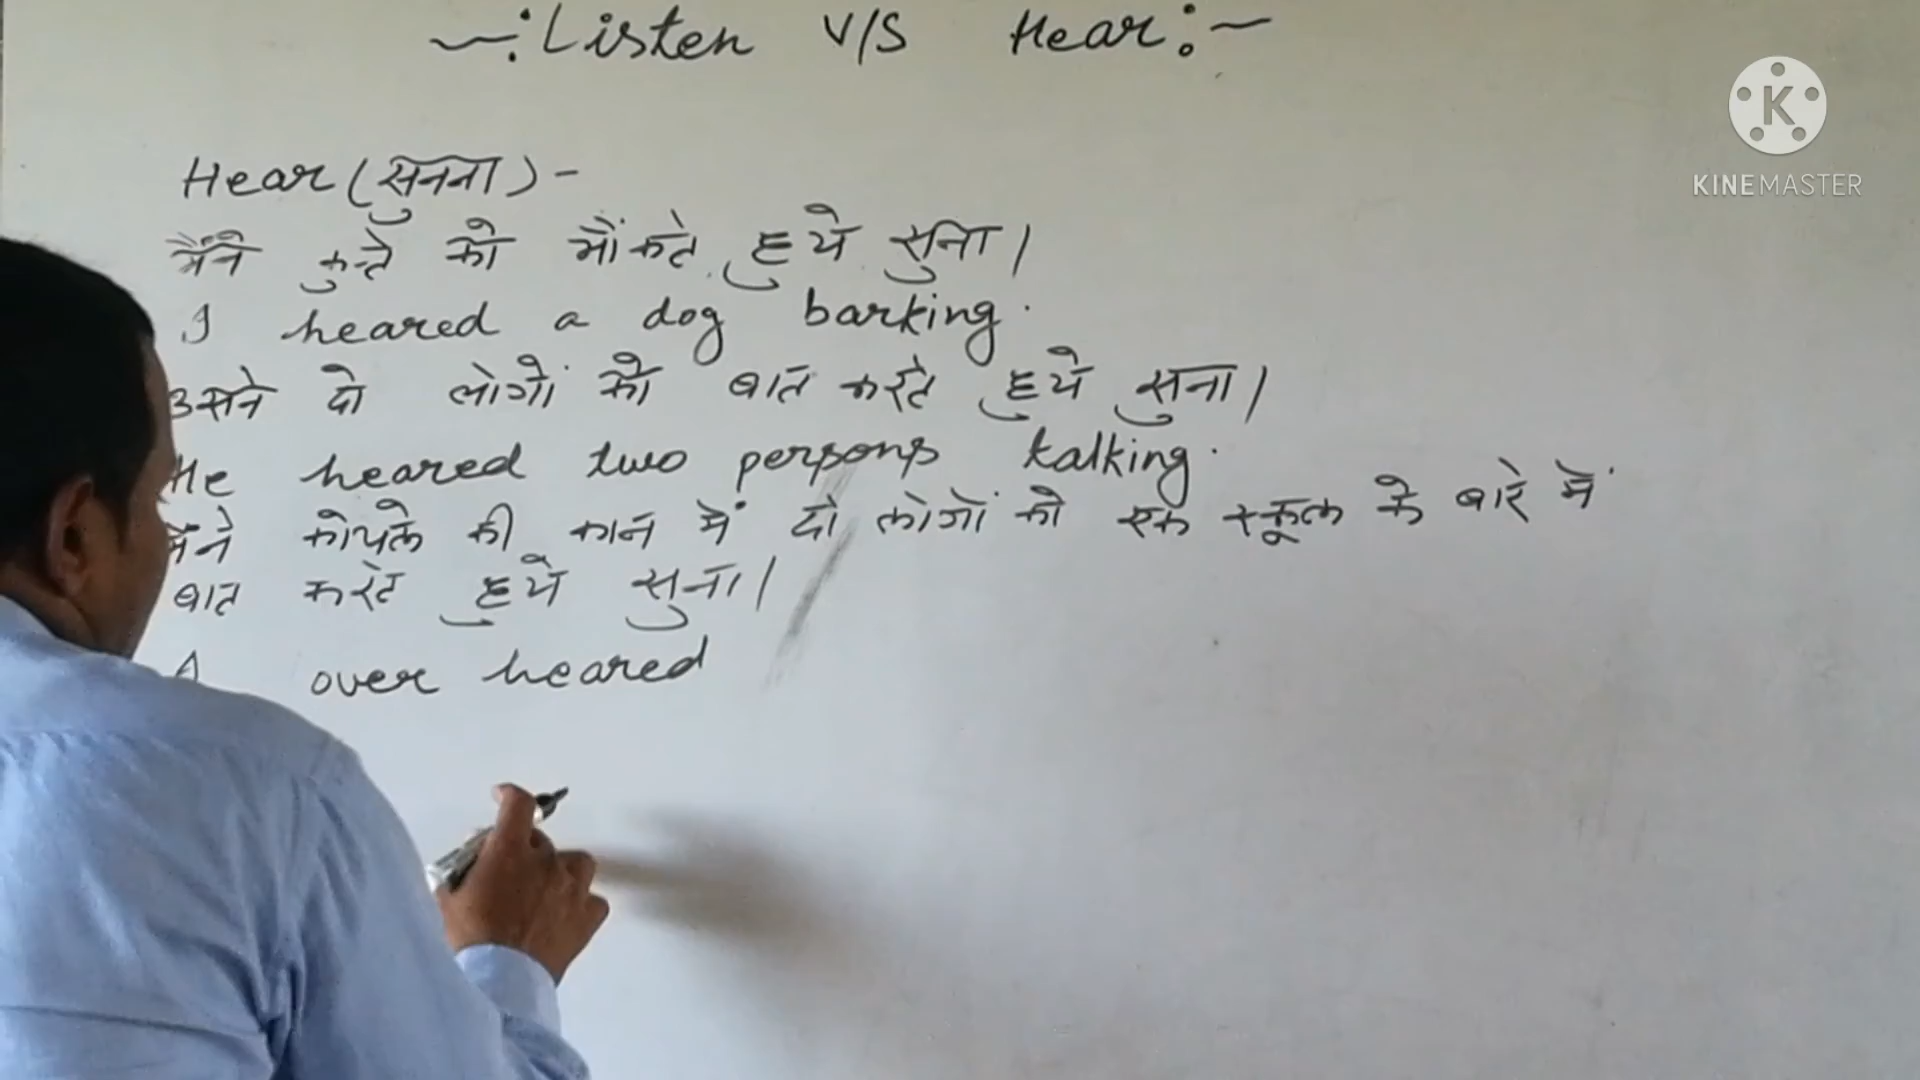 ~: Listen V/S Hear :~
K
KINEMASTER
Hear (सुनना) -
मैंने कुत्ते को भौंकते हुये सुना।
I heared a dog barking.
उसने दो लोगों को बात करते हुये सुना।
He heared two persons talking.
मैंने कोयले की कान में दो लोगों को एक स्कूल के बारे में
बात करते हुये सुना।
over heared